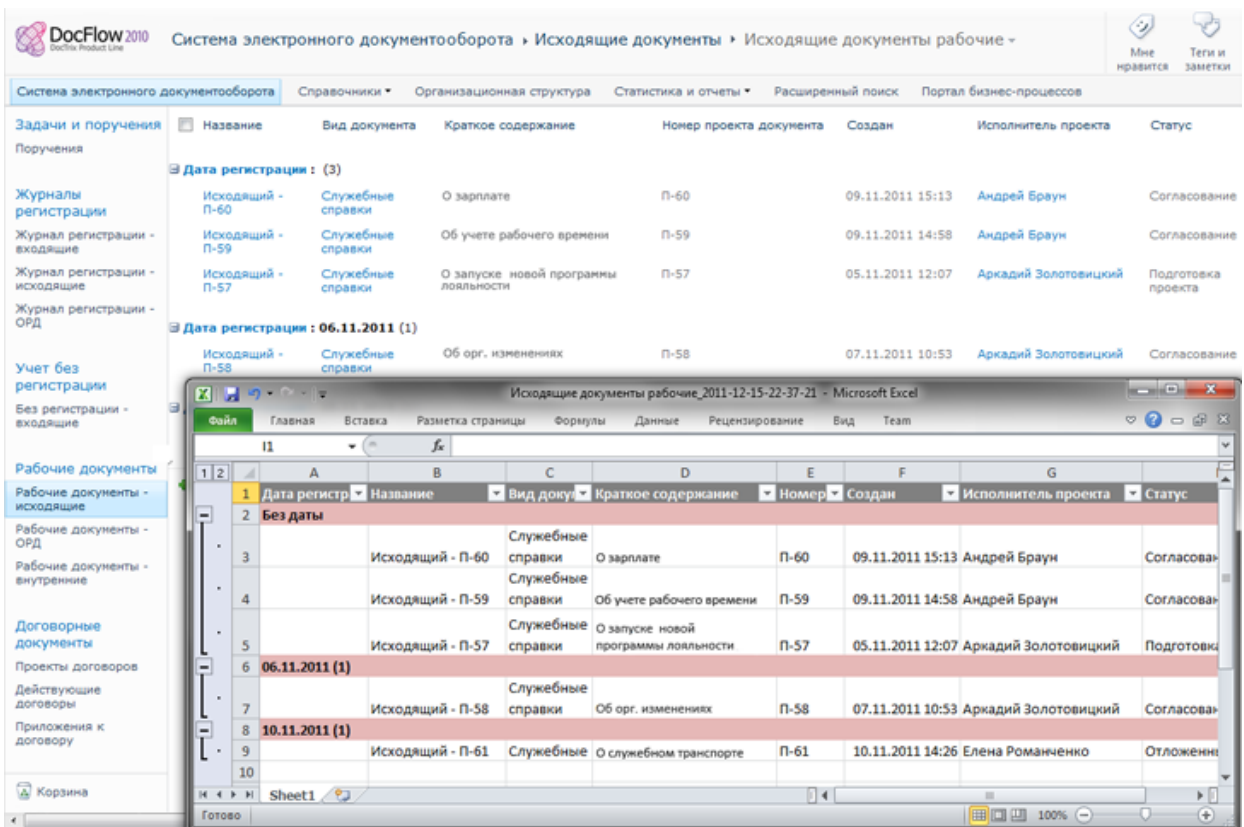 DocFlow 2010
DocTrix Product Line
Система электронного документооборота › Исходящие документы › Исходящие документы рабочие
Мне нравится
Теги и заметки
Система электронного документооборота Справочники Организационная структура Статистика и отчеты Расширенный поиск Портал бизнес-процессов
Задачи и поручения
Поручения
Журналы
регистрации
Журнал регистрации -
входящие
Журнал регистрации -
исходящие
Журнал регистрации -
ОРД
Учет без
регистрации
Без регистрации -
входящие
Рабочие документы
Рабочие документы -
исходящие
Рабочие документы -
ОРД
Рабочие документы -
внутренние
Договорные
документы
Проекты договоров
Действующие
договоры
Приложения к
договору
Корзина
Название Вид документа Краткое содержание Номер проекта документа Создан Исполнитель проекта Статус
Дата регистрации : (3)
Исходящий - Служебные О зарплате П-60 09.11.2011 15:13 Андрей Браун Согласование
П-60 справки
Исходящий - Служебные Об учете рабочего времени П-59 09.11.2011 14:58 Андрей Браун Согласование
П-59 справки
Исходящий - Служебные О запуске новой программы П-57 05.11.2011 12:07 Аркадий Золотовицкий Подготовка
П-57 справки лояльности проекта
Дата регистрации : 06.11.2011 (1)
Исходящий - Служебные Об орг. изменениях П-58 07.11.2011 10:53 Аркадий Золотовицкий Согласование
П-58 справки
Исходящие документы рабочие_2011-12-15-22-37-21 - Microsoft Excel
Файл Главная Вставка Разметка страницы Формулы Данные Рецензирование Вид Team
I1 fx
1 2 A B C D E F G
1 Дата регистр Название Вид докум Краткое содержание Номер Создан Исполнитель проекта Статус
2 Без даты
Служебные
3 Исходящий - П-60 справки О зарплате П-60 09.11.2011 15:13 Андрей Браун Согласован
Служебные
4 Исходящий - П-59 справки Об учете рабочего времени П-59 09.11.2011 14:58 Андрей Браун Согласован
Служебные О запуске новой
5 Исходящий - П-57 справки программы лояльности П-57 05.11.2011 12:07 Аркадий Золотовицкий Подготовка
6 06.11.2011 (1)
Служебные
7 Исходящий - П-58 справки Об орг. изменениях П-58 07.11.2011 10:53 Аркадий Золотовицкий Согласован
8 10.11.2011 (1)
9 Исходящий - П-61 Служебные О служебном транспорте П-61 10.11.2011 14:26 Елена Романченко Отложенн
10
Sheet1
Готово 100%